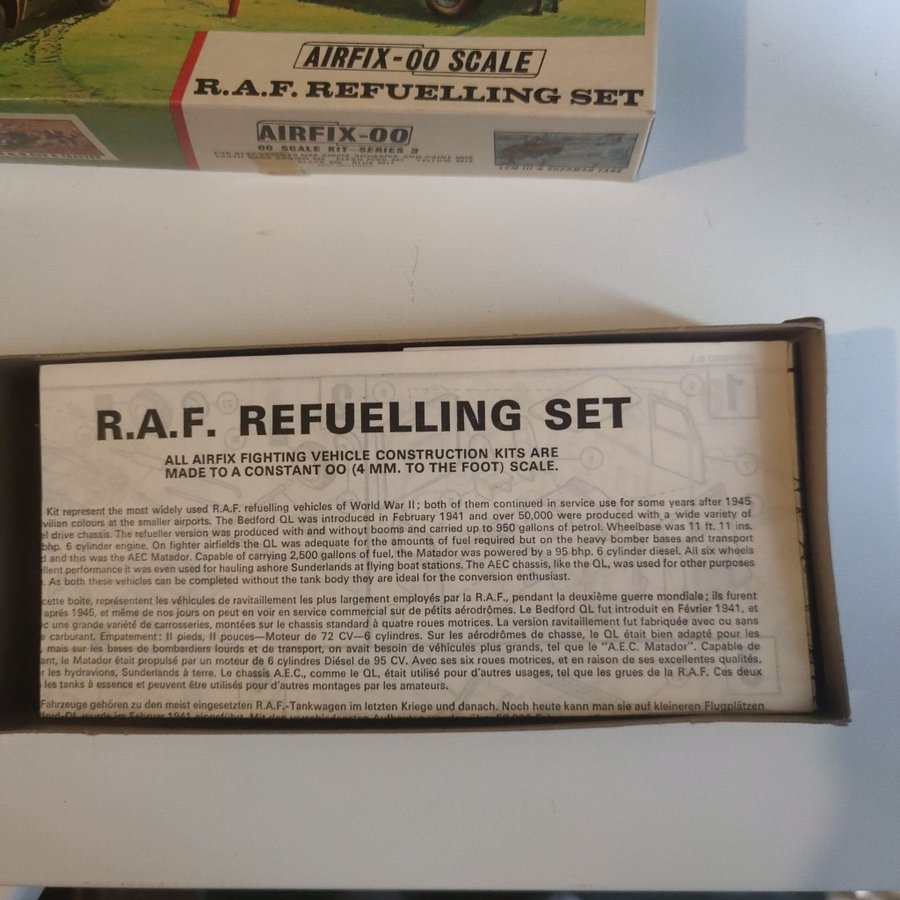 AIRFIX-OO SCALE
R.A.F. REFUELLING SET
AIRFIX-OO
OO SCALE KIT—SERIES 3
LCM III & SHERMAN TANK
R.A.F. REFUELLING SET
ALL AIRFIX FIGHTING VEHICLE CONSTRUCTION KITS ARE
MADE TO A CONSTANT OO (4 MM. TO THE FOOT) SCALE.
Kit represent the most widely used R.A.F. refuelling vehicles of World War II; both of them continued in service use for some years after 1945
vilian colours at the smaller airports. The Bedford QL was introduced in February 1941 and over 50,000 were produced with a wide variety of
el drive chassis. The refueller version was produced with and without booms and carried up to 950 gallons of petrol. Wheelbase was 11 ft. 11 ins.
bhp. 6 cylinder engine. On fighter airfields the QL was adequate for the amounts of fuel required but on the heavy bomber bases and transport
d and this was the AEC Matador. Capable of carrying 2,500 gallons of fuel, the Matador was powered by a 95 bhp. 6 cylinder diesel. All six wheels
llent performance it was even used for hauling ashore Sunderlands at flying boat stations. The AEC chassis, like the QL, was used for other purposes
. As both these vehicles can be completed without the tank body they are ideal for the conversion enthusiast.
cette boîte, représentent les véhicules de ravitaillement les plus largement employés par la R.A.F., pendant la deuxième guerre mondiale; ils furent
aprés 1945, et même de nos jours on peut en voir en service commercial sur de pétits aérodrômes. Le Bedford QL fut introduit en Février 1941, et
c une grande variété de carrosseries, montées sur le chassis standard à quatre roues motrices. La version ravitaillement fut fabriquée avec ou sans
e carburant. Empatement: II pieds, II pouces—Moteur de 72 CV—6 cylindres. Sur les aérodrômes de chasse, le QL était bien adapté pour les
, mais sur les bases de bombardiers lourds et de transport, on avait besoin de véhicules plus grands, tel que le "A.E.C. Matador". Capable de
ant, le Matador était propulsé par un moteur de 6 cylindres Diésel de 95 CV. Avec ses six roues motrices, et en raison de ses excellentes qualités,
r les hydravions, Sunderlands à terre. Le chassis A.E.C., comme le QL, était utilisé pour d'autres usages, tel que les grues de la R.A.F. Ces deux
les tanks à essence et peuvent être utilisés pour d'autres montages par les amateurs.
Fahrzeuge gehören zu den meist eingesetzten R.A.F.-Tankwagen im letzten Kriege und danach. Noch heute kann man sie auf kleineren Flugplätzen